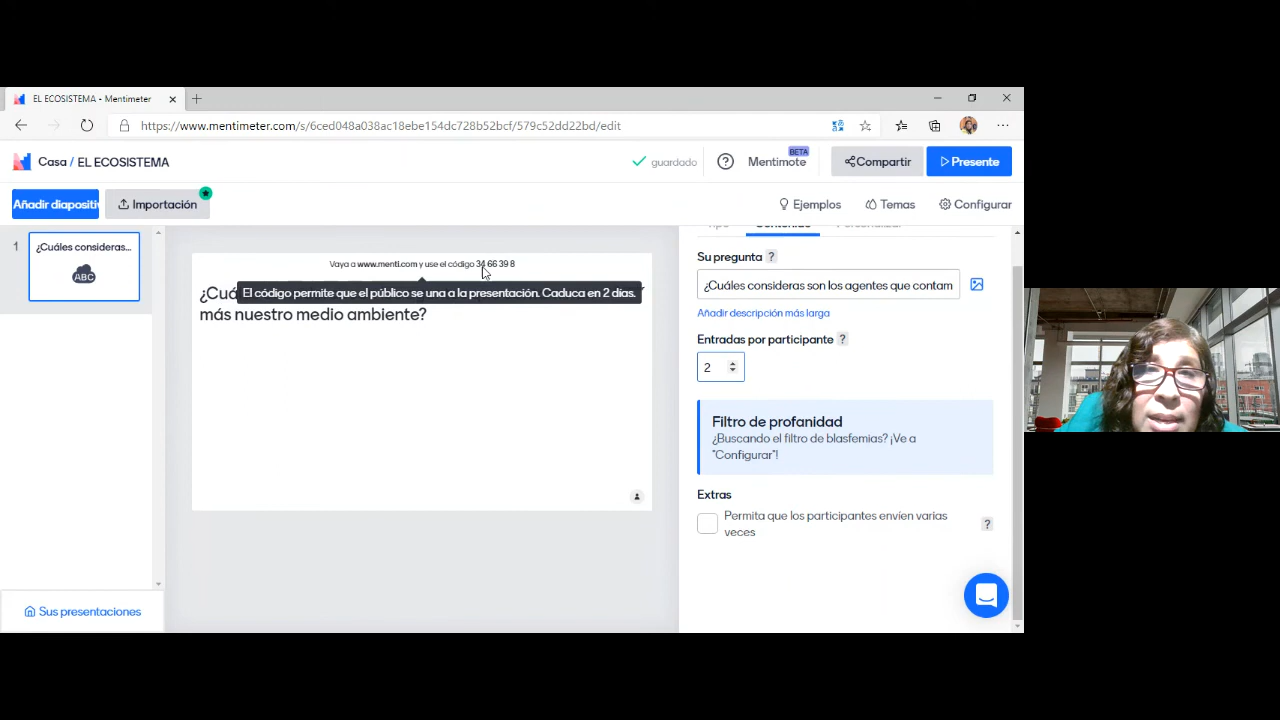 EL ECOSISTEMA - Mentimeter
https://www.mentimeter.com/s/6ced048a038ac18ebe154dc728b52bcf/579c52dd22bd/edit
Casa / EL ECOSISTEMA
guardado
Mentimote
BETA
Compartir
Presente
Añadir diapositi
Importación
Ejemplos
Temas
Configurar
1
¿Cuáles consideras...
ABC
Vaya a www.menti.com y use el código 34 66 39 8
¿Cuá
El código permite que el público se una a la presentación. Caduca en 2 días.
más nuestro medio ambiente?
Contenido
Personalizar
Su pregunta ?
¿Cuáles consideras son los agentes que contam
Añadir descripción más larga
Entradas por participante ?
2
Filtro de profanidad
¿Buscando el filtro de blasfemias? ¡Ve a
"Configurar"!
Extras
Permita que los participantes envíen varias
veces
?
Sus presentaciones